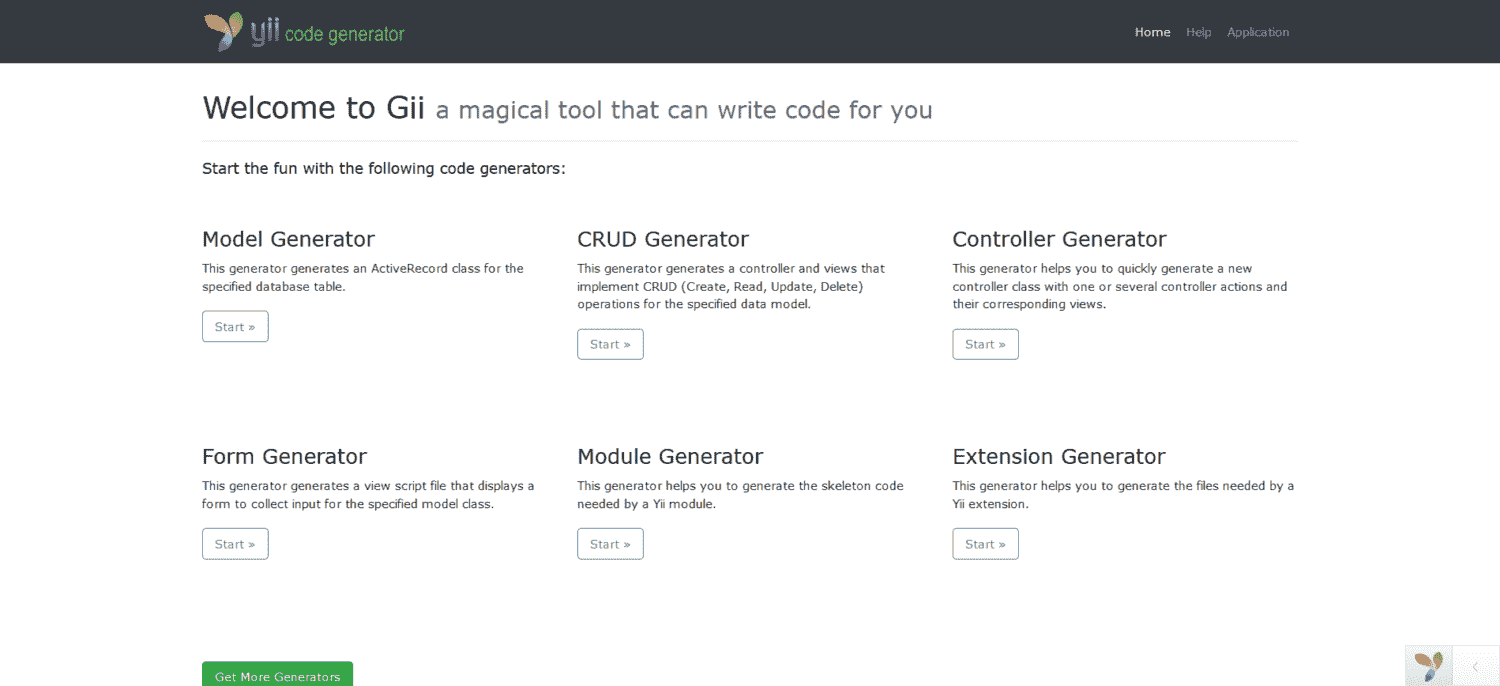 yii code generator
Home Help Application
Welcome to Gii a magical tool that can write code for you
Start the fun with the following code generators:
Model Generator
This generator generates an ActiveRecord class for the
specified database table.
Start »
CRUD Generator
This generator generates a controller and views that
implement CRUD (Create, Read, Update, Delete)
operations for the specified data model.
Start »
Controller Generator
This generator helps you to quickly generate a new
controller class with one or several controller actions and
their corresponding views.
Start »
Form Generator
This generator generates a view script file that displays a
form to collect input for the specified model class.
Start »
Module Generator
This generator helps you to generate the skeleton code
needed by a Yii module.
Start »
Extension Generator
This generator helps you to generate the files needed by a
Yii extension.
Start »
Get More Generators